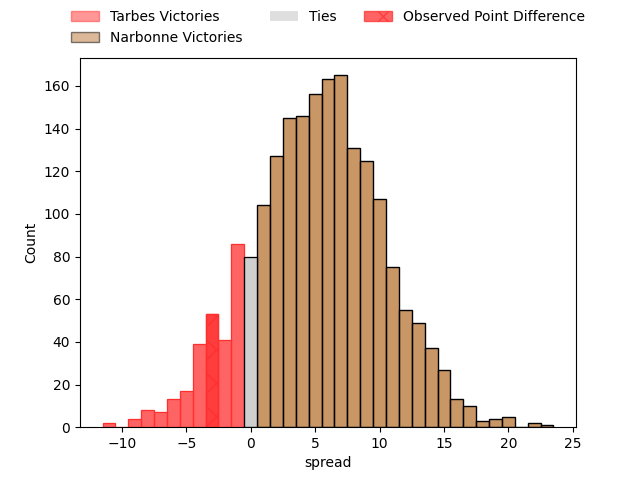 Tarbes Victories
Narbonne Victories
Ties
Observed Point Difference
160
140
120
100
80
60
40
20
0
Count
−10 −5 0 5 10 15 20 25
spread